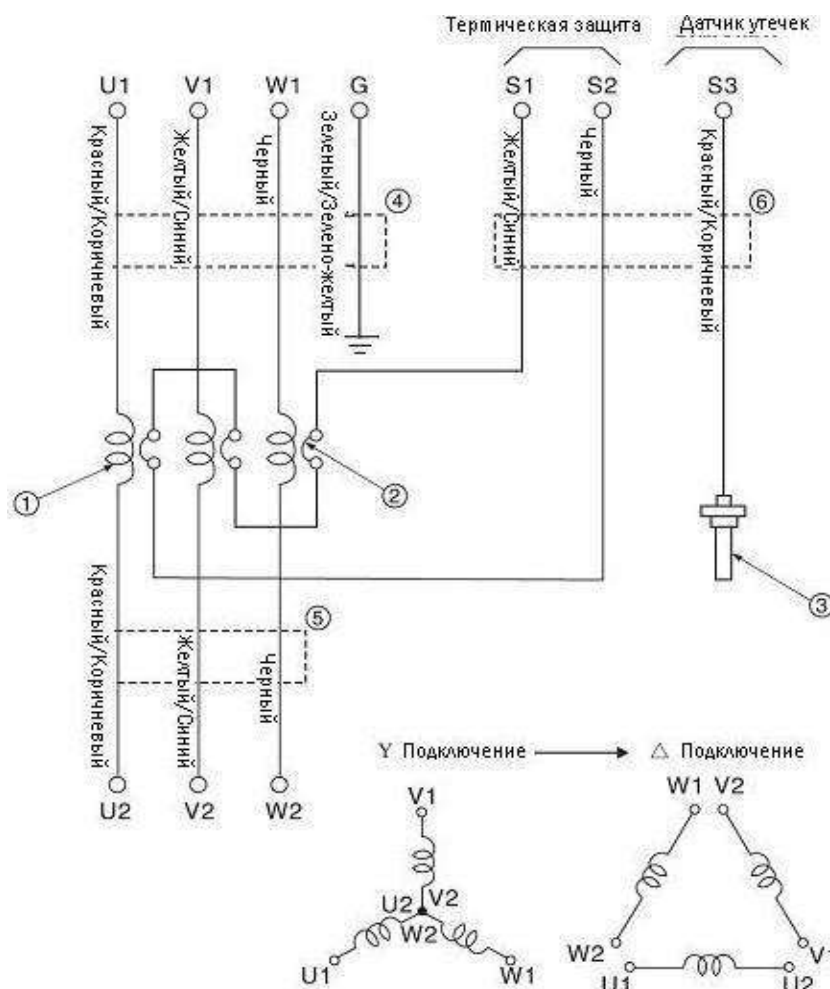 Термическая защита
Датчик утечек
U1
V1
W1
G
S1
S2
S3
Красный/Коричневый
Желтый/Синий
Черный
Зеленый/Зелено-желтый
Желтый/Синий
Черный
Красный/Коричневый
4
6
1
2
3
5
Красный/Коричневый
Желтый/Синий
Черный
U2
V2
W2
Y Подключение
△ Подключение
V1
U2
V2
W2
U1
W1
W1
V2
W2
V1
U1
U2